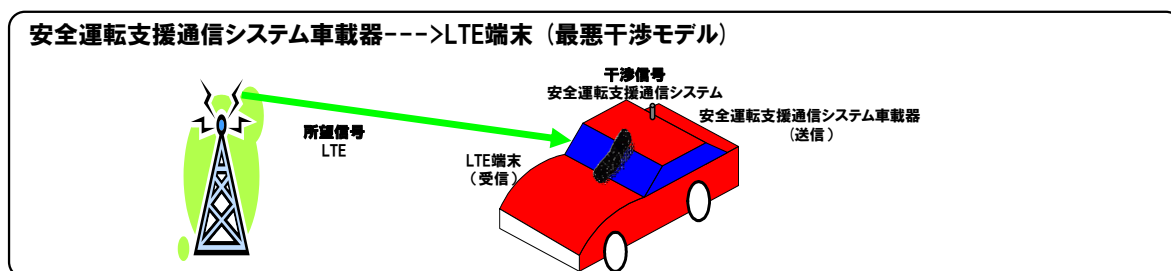 安全運転支援通信システム車載器--->LTE端末（最悪干渉モデル）
干渉信号
安全運転支援通信システム
安全運転支援通信システム車載器
（送信）
所望信号
LTE
LTE端末
（受信）